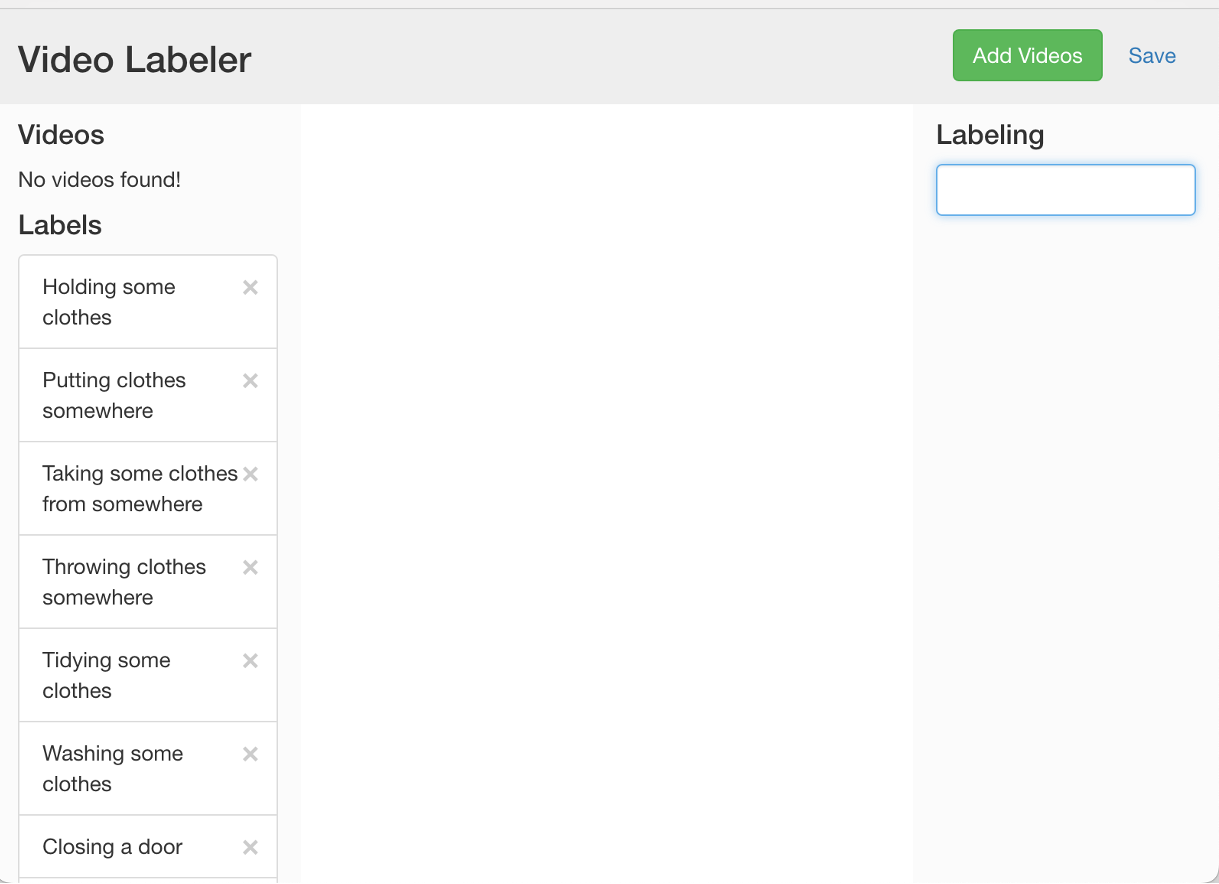 Video Labeler
Add Videos
Save
Videos
No videos found!
Labels
Holding some
clothes
Putting clothes
somewhere
Taking some clothes
from somewhere
Throwing clothes
somewhere
Tidying some
clothes
Washing some
clothes
Closing a door
Labeling